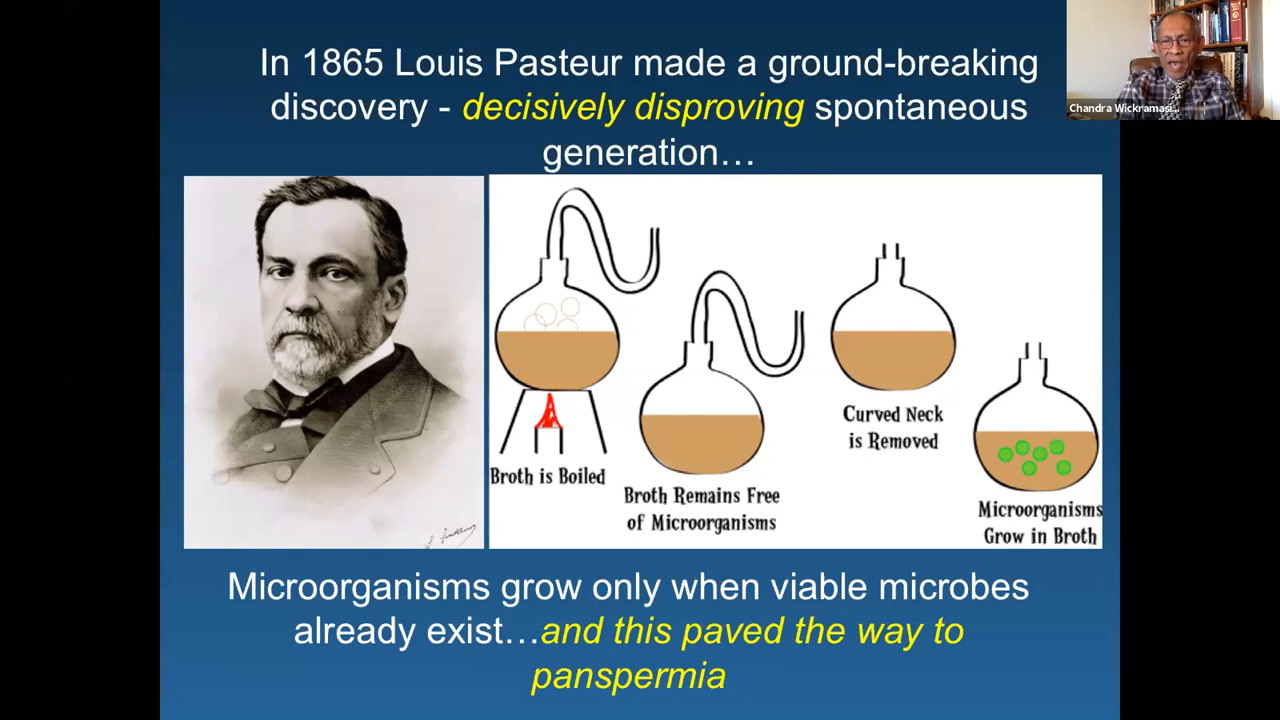 In 1865 Louis Pasteur made a ground-breaking
discovery - decisively disproving spontaneous
generation…
Chandra Wickramasi...
Broth is Boiled
Broth Remains Free
of Microorganisms
Curved Neck
is Removed
Microorganisms
Grow in Broth
Microorganisms grow only when viable microbes
already exist…and this paved the way to
panspermia